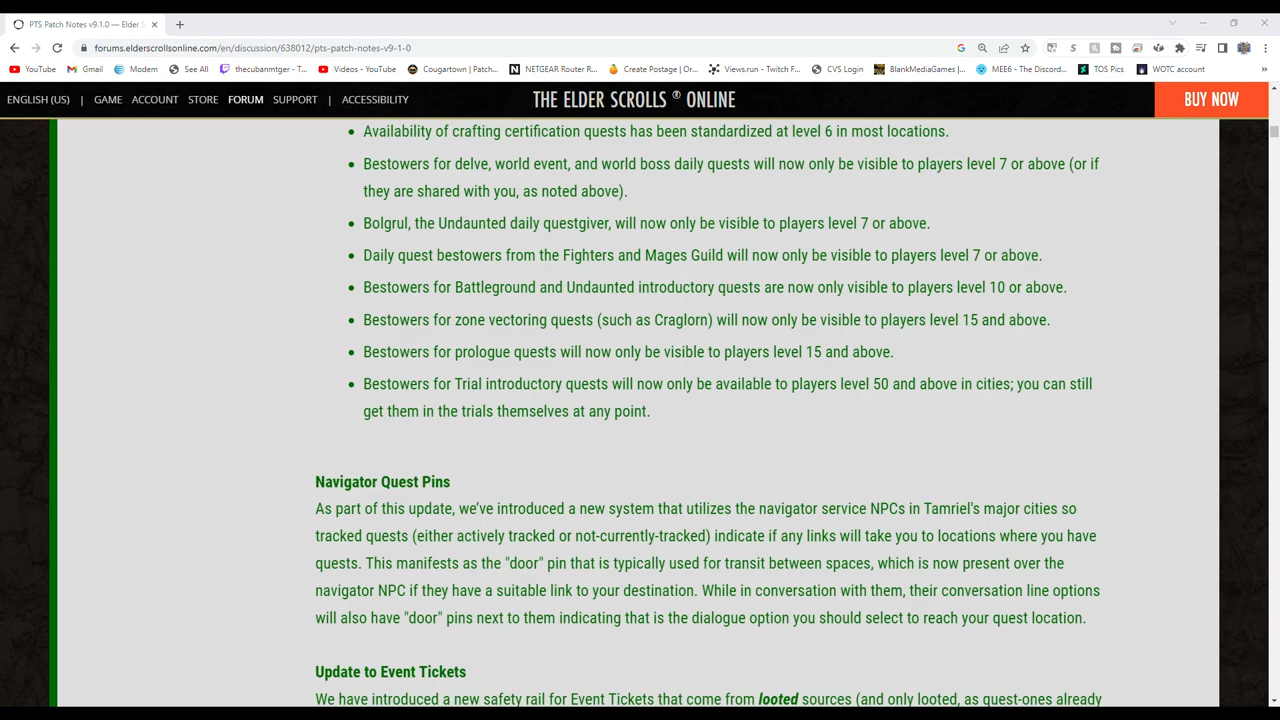 PTS Patch Notes v9.1.0 — Elder S
forums.elderscrollsonline.com/en/discussion/638012/pts-patch-notes-v9-1-0
YouTube Gmail Modem See All thecubanmtger - T... Videos - YouTube Cougartown | Patch... NETGEAR Router R... Create Postage | Or... Views.run - Twitch F... CVS Login BlankMediaGames |... MEE6 - The Discord... TOS Picks WOTC account »
ENGLISH (US) GAME ACCOUNT STORE FORUM SUPPORT | ACCESSIBILITY THE ELDER SCROLLS ® ONLINE BUY NOW
• Availability of crafting certification quests has been standardized at level 6 in most locations.
• Bestowers for delve, world event, and world boss daily quests will now only be visible to players level 7 or above (or if
they are shared with you, as noted above).
• Bolgrul, the Undaunted daily questgiver, will now only be visible to players level 7 or above.
• Daily quest bestowers from the Fighters and Mages Guild will now only be visible to players level 7 or above.
• Bestowers for Battleground and Undaunted introductory quests are now only visible to players level 10 or above.
• Bestowers for zone vectoring quests (such as Craglorn) will now only be visible to players level 15 and above.
• Bestowers for prologue quests will now only be visible to players level 15 and above.
• Bestowers for Trial introductory quests will now only be available to players level 50 and above in cities; you can still
get them in the trials themselves at any point.
Navigator Quest Pins
As part of this update, we’ve introduced a new system that utilizes the navigator service NPCs in Tamriel's major cities so
tracked quests (either actively tracked or not-currently-tracked) indicate if any links will take you to locations where you have
quests. This manifests as the "door" pin that is typically used for transit between spaces, which is now present over the
navigator NPC if they have a suitable link to your destination. While in conversation with them, their conversation line options
will also have "door" pins next to them indicating that is the dialogue option you should select to reach your quest location.
Update to Event Tickets
We have introduced a new safety rail for Event Tickets that come from looted sources (and only looted, as quest-ones already